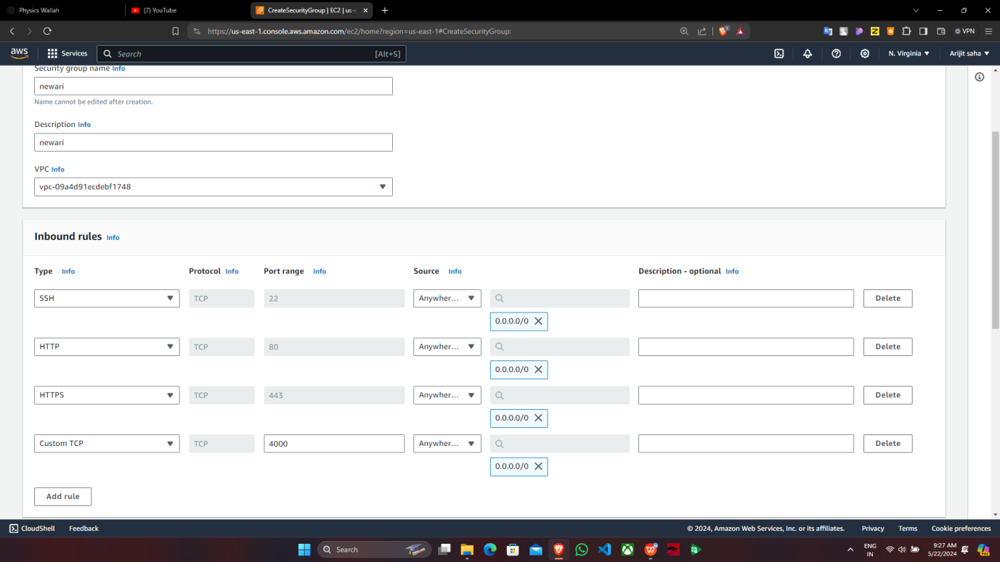 Physics Wallah
(7) YouTube
CreateSecurityGroup | EC2 | us-e
https://us-east-1.console.aws.amazon.com/ec2/home?region=us-east-1#CreateSecurityGroup:
VPN
aws
Services
Search
[Alt+S]
N. Virginia
Arijit saha
Security group name Info
newari
Name cannot be edited after creation.
Description Info
newari
VPC Info
vpc-09a4d91ecdebf1748
Inbound rules Info
Type Info Protocol Info Port range Info Source Info Description - optional Info
SSH TCP 22 Anywher... Delete
0.0.0.0/0
HTTP TCP 80 Anywher... Delete
0.0.0.0/0
HTTPS TCP 443 Anywher... Delete
0.0.0.0/0
Custom TCP TCP 4000 Anywher... Delete
0.0.0.0/0
Add rule
CloudShell Feedback © 2024, Amazon Web Services, Inc. or its affiliates. Privacy Terms Cookie preferences
Search
ENG
IN
9:27 AM
5/22/2024